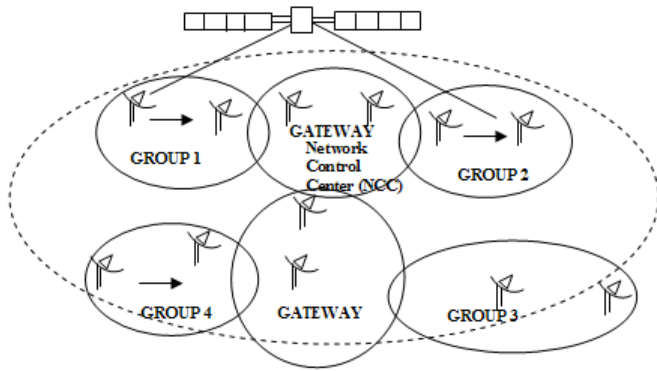 GATEWAY
Network
Control
Center (NCC)
GROUP 1
GROUP 2
GROUP 4
GATEWAY
GROUP 3